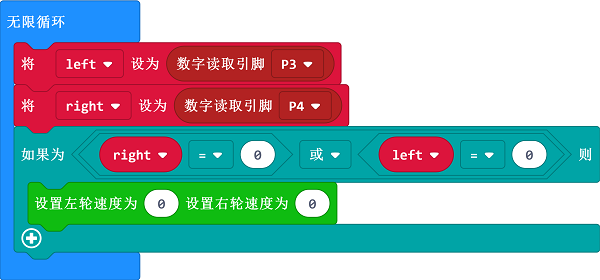 无限循环
将 left 设为 数字读取引脚 P3
将 right 设为 数字读取引脚 P4
如果为 right = 0 或 left = 0 则
设置左轮速度为 0 设置右轮速度为 0